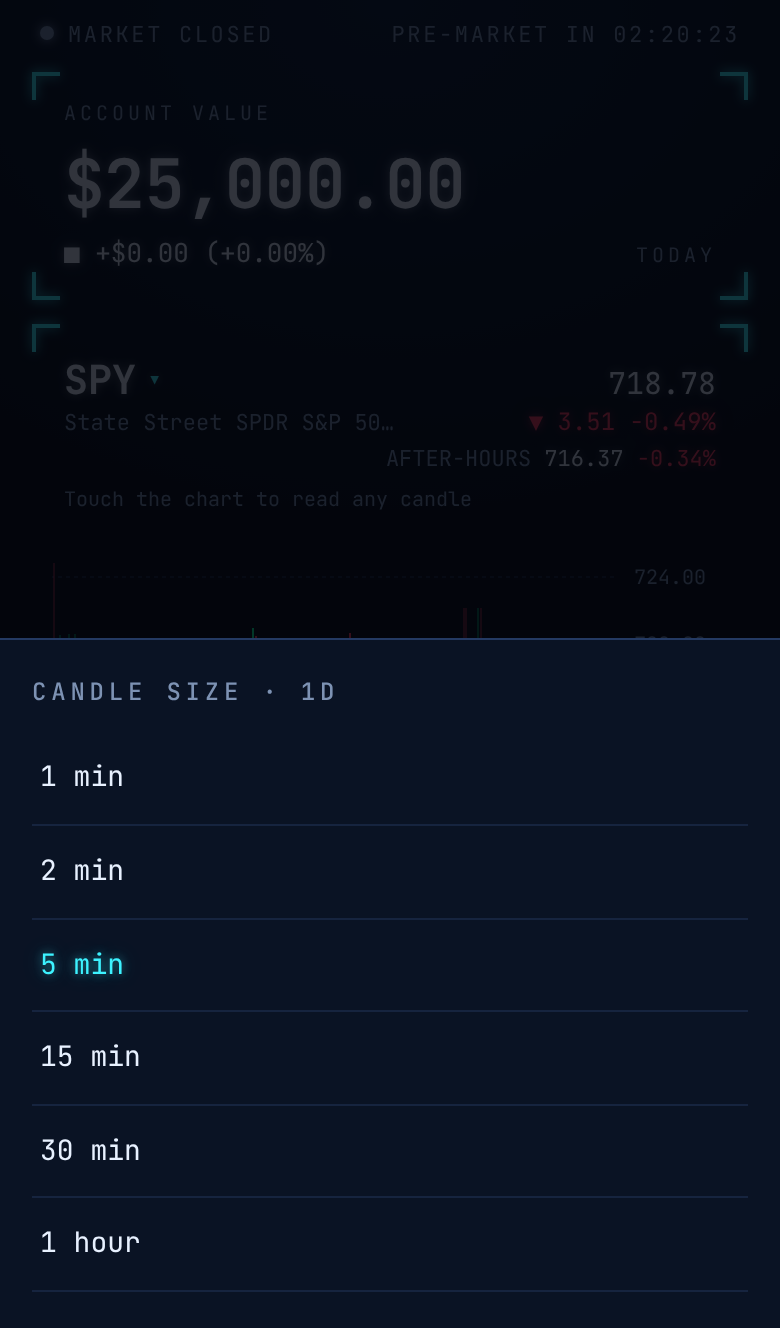 MARKET CLOSED PRE-MARKET IN 02:20:23
ACCOUNT VALUE
$25,000.00
■ +$0.00 (+0.00%) TODAY
SPY ▼ 718.78
State Street SPDR S&P 50… ▼ 3.51 -0.49%
AFTER-HOURS 716.37 -0.34%
Touch the chart to read any candle
724.00
CANDLE SIZE · 1D
1 min
2 min
5 min
15 min
30 min
1 hour